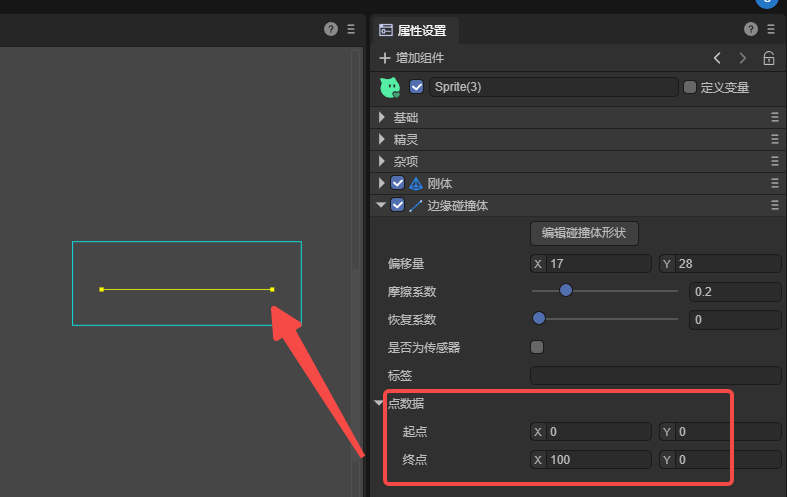 属性设置
增加组件
Sprite(3)
定义变量
基础
精灵
杂项
刚体
边缘碰撞体
编辑碰撞体形状
偏移量 X 17 Y 28
摩擦系数 0.2
恢复系数 0
是否为传感器
标签
点数据
起点 X 0 Y 0
终点 X 100 Y 0